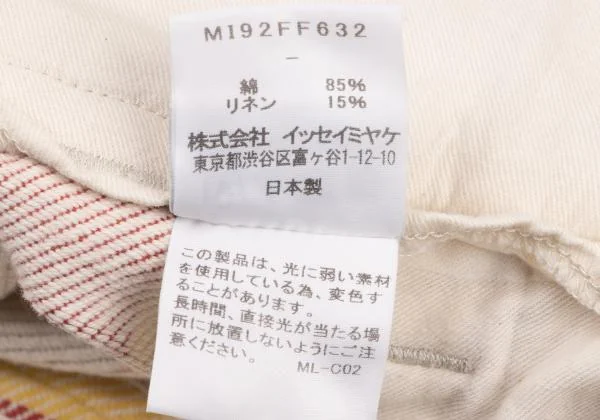 MI92FF632
–
綿 85%
リネン 15%
株式会社 イッセイミヤケ
東京都渋谷区富ヶ谷1-12-10
日本製
この製品は、光に弱い素材
を使用している為、変色す
ることがあります。
長時間、直接光が当たる場
所に放置しないようにご注
意ください。
ML-C02